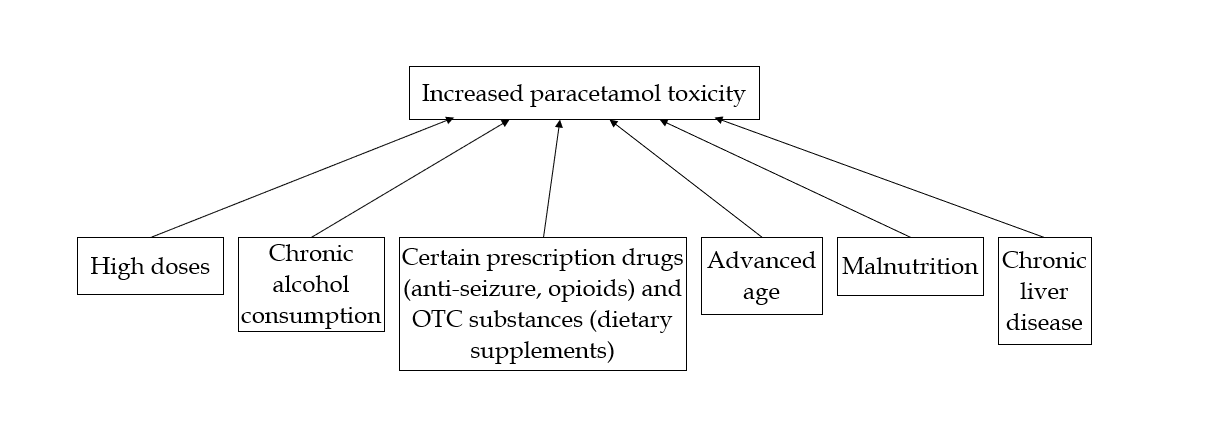 Increased paracetamol toxicity
High doses
Chronic
alcohol
consumption
Certain prescription drugs
(anti-seizure, opioids) and
OTC substances (dietary
supplements)
Advanced
age
Malnutrition
Chronic
liver
disease